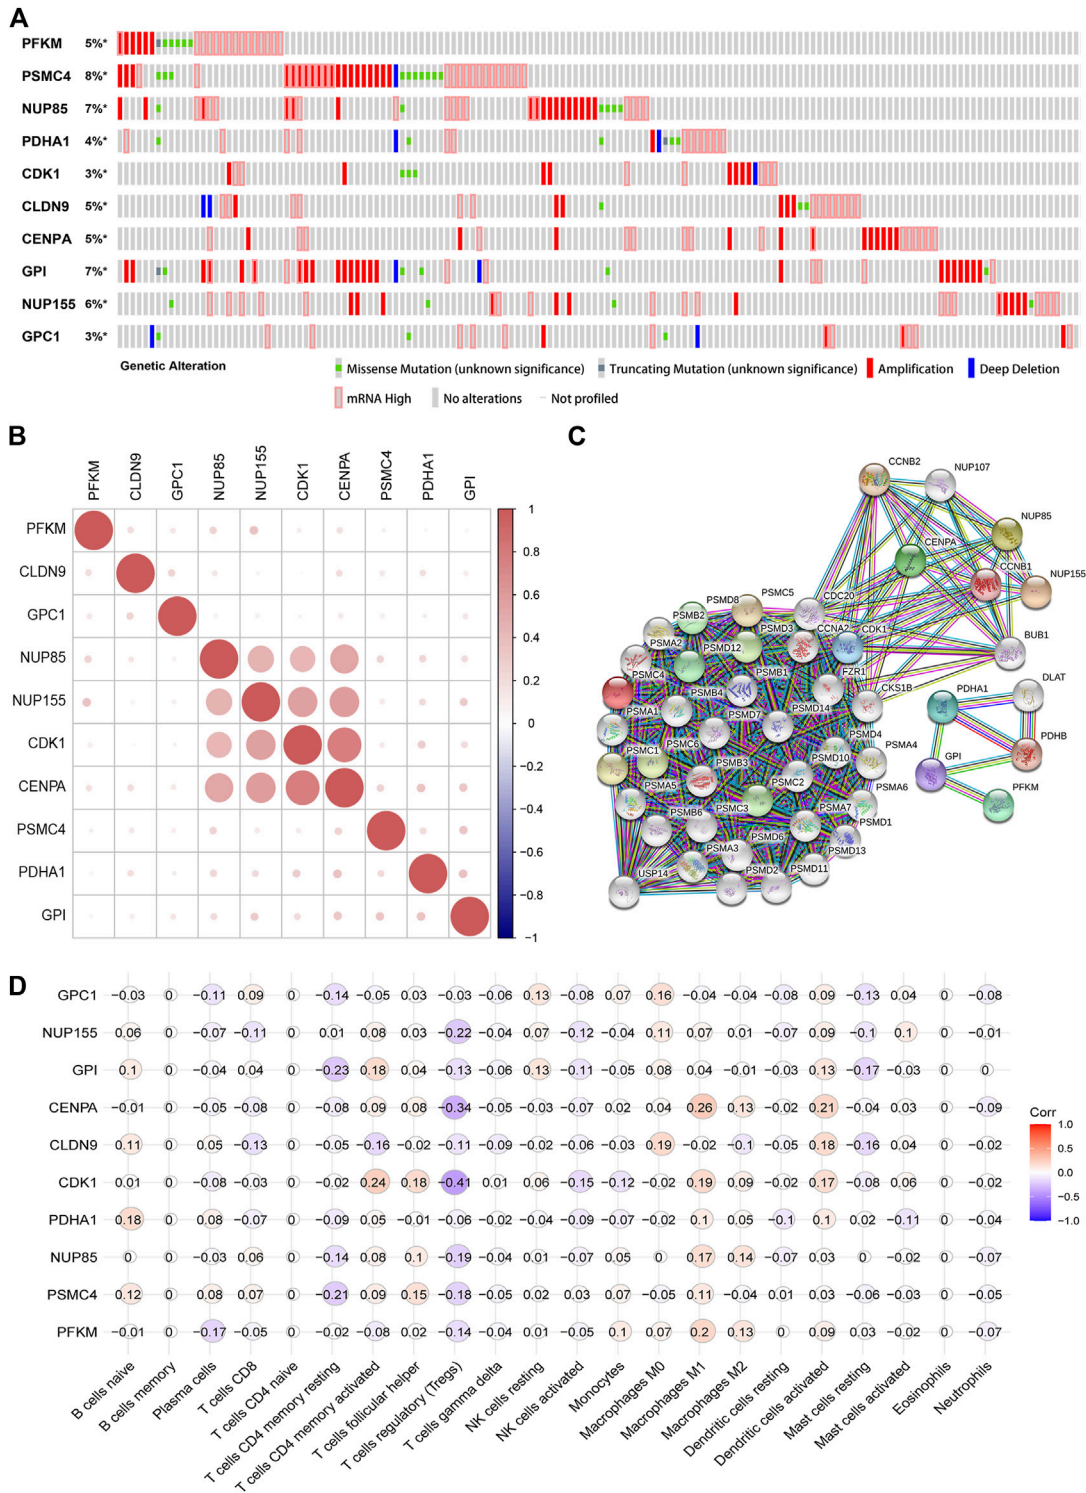 A
PFKM 5%*
PSMC4 8%*
NUP85 7%*
PDHA1 4%*
CDK1 3%*
CLDN9 5%*
CENPA 5%*
GPI 7%*
NUP155 6%*
GPC1 3%*
Genetic Alteration Missense Mutation (unknown significance) Truncating Mutation (unknown significance) Amplification Deep Deletion
mRNA High No alterations Not profiled
B
PFKM CLDN9 GPC1 NUP85 NUP155 CDK1 CENPA PSMC4 PDHA1 GPI
PFKM
CLDN9
GPC1
NUP85
NUP155
CDK1
CENPA
PSMC4
PDHA1
GPI
1
0.8
0.6
0.4
0.2
0
−0.2
−0.4
−0.6
−0.8
−1
C
CCNB2 NUP107
NUP85
CENPA
CCNB1
NUP155
PSMD8 PSMC5 CDC20
PSMB2 PSMD3 CCNA2 CDK1
BUB1
PSMA2 PSMD12
PSMC4 PSMB1 FZR1
DLAT
PSMB4 CKS1B PDHA1
PSMA1 PSMD7 PSMD14
PSMD4 PDHB
PSMC1 PSMC6 PSMA4
PSMB3 PSMD10 GPI
PSMA5 PSMC2 PSMA6 PFKM
PSMB6 PSMC3 PSMA7
PSMD1
PSMA3 PSMD6 PSMD13
USP14 PSMD2 PSMD11
D
GPC1 −0.03 0 −0.11 0.09 0 −0.14 −0.05 0.03 −0.03 −0.06 0.13 −0.08 0.07 0.16 −0.04 −0.04 −0.08 0.09 −0.13 0.04 0 −0.08
NUP155 0.06 0 −0.07 −0.11 0 0.01 0.08 0.03 −0.22 −0.04 0.07 −0.12 −0.04 0.11 0.07 0.01 −0.07 0.09 −0.1 0.1 0 −0.01
GPI 0.1 0 −0.04 0.04 0 −0.23 0.18 0.04 −0.13 −0.06 0.13 −0.11 −0.05 0.08 0.04 −0.01 −0.03 0.13 −0.17 −0.03 0 0
CENPA −0.01 0 −0.05 −0.08 0 −0.08 0.09 0.08 −0.34 −0.05 −0.03 −0.07 0.02 0.04 0.26 0.13 −0.02 0.21 −0.04 0.03 0 −0.09
CLDN9 0.11 0 0.05 −0.13 0 −0.05 −0.16 −0.02 −0.11 −0.09 −0.02 −0.06 −0.03 0.19 −0.02 −0.1 −0.05 0.18 −0.16 0.04 0 −0.02
CDK1 0.01 0 −0.08 −0.03 0 −0.02 0.24 0.18 −0.41 0.01 0.06 −0.15 −0.12 −0.02 0.19 0.09 −0.02 0.17 −0.08 0.06 0 −0.02
PDHA1 0.18 0 0.08 −0.07 0 −0.09 0.05 −0.01 −0.06 −0.02 −0.04 −0.09 −0.07 −0.02 0.1 0.05 −0.1 0.1 0.02 −0.11 0 −0.04
NUP85 0 0 −0.03 0.06 0 −0.14 0.08 0.1 −0.19 −0.04 0.01 −0.07 0.05 0 0.17 0.14 −0.07 0.03 0 −0.02 0 −0.07
PSMC4 0.12 0 0.08 0.07 0 −0.21 0.09 0.15 −0.18 −0.05 0.02 0.03 0.07 −0.05 0.11 −0.04 0.01 0.03 −0.06 −0.03 0 −0.05
PFKM −0.01 0 −0.17 −0.05 0 −0.02 −0.08 0.02 −0.14 −0.04 0.01 −0.05 0.1 0.07 0.2 0.13 0 0.09 0.03 −0.02 0 −0.07
B cells naive
B cells memory
Plasma cells
T cells CD8
T cells CD4 naive
T cells CD4 memory resting
T cells CD4 memory activated
T cells follicular helper
T cells regulatory (Tregs)
T cells gamma delta
NK cells resting
NK cells activated
Monocytes
Macrophages M0
Macrophages M1
Macrophages M2
Dendritic cells resting
Dendritic cells activated
Mast cells resting
Mast cells activated
Eosinophils
Neutrophils
Corr
1.0
0.5
0.0
−0.5
−1.0